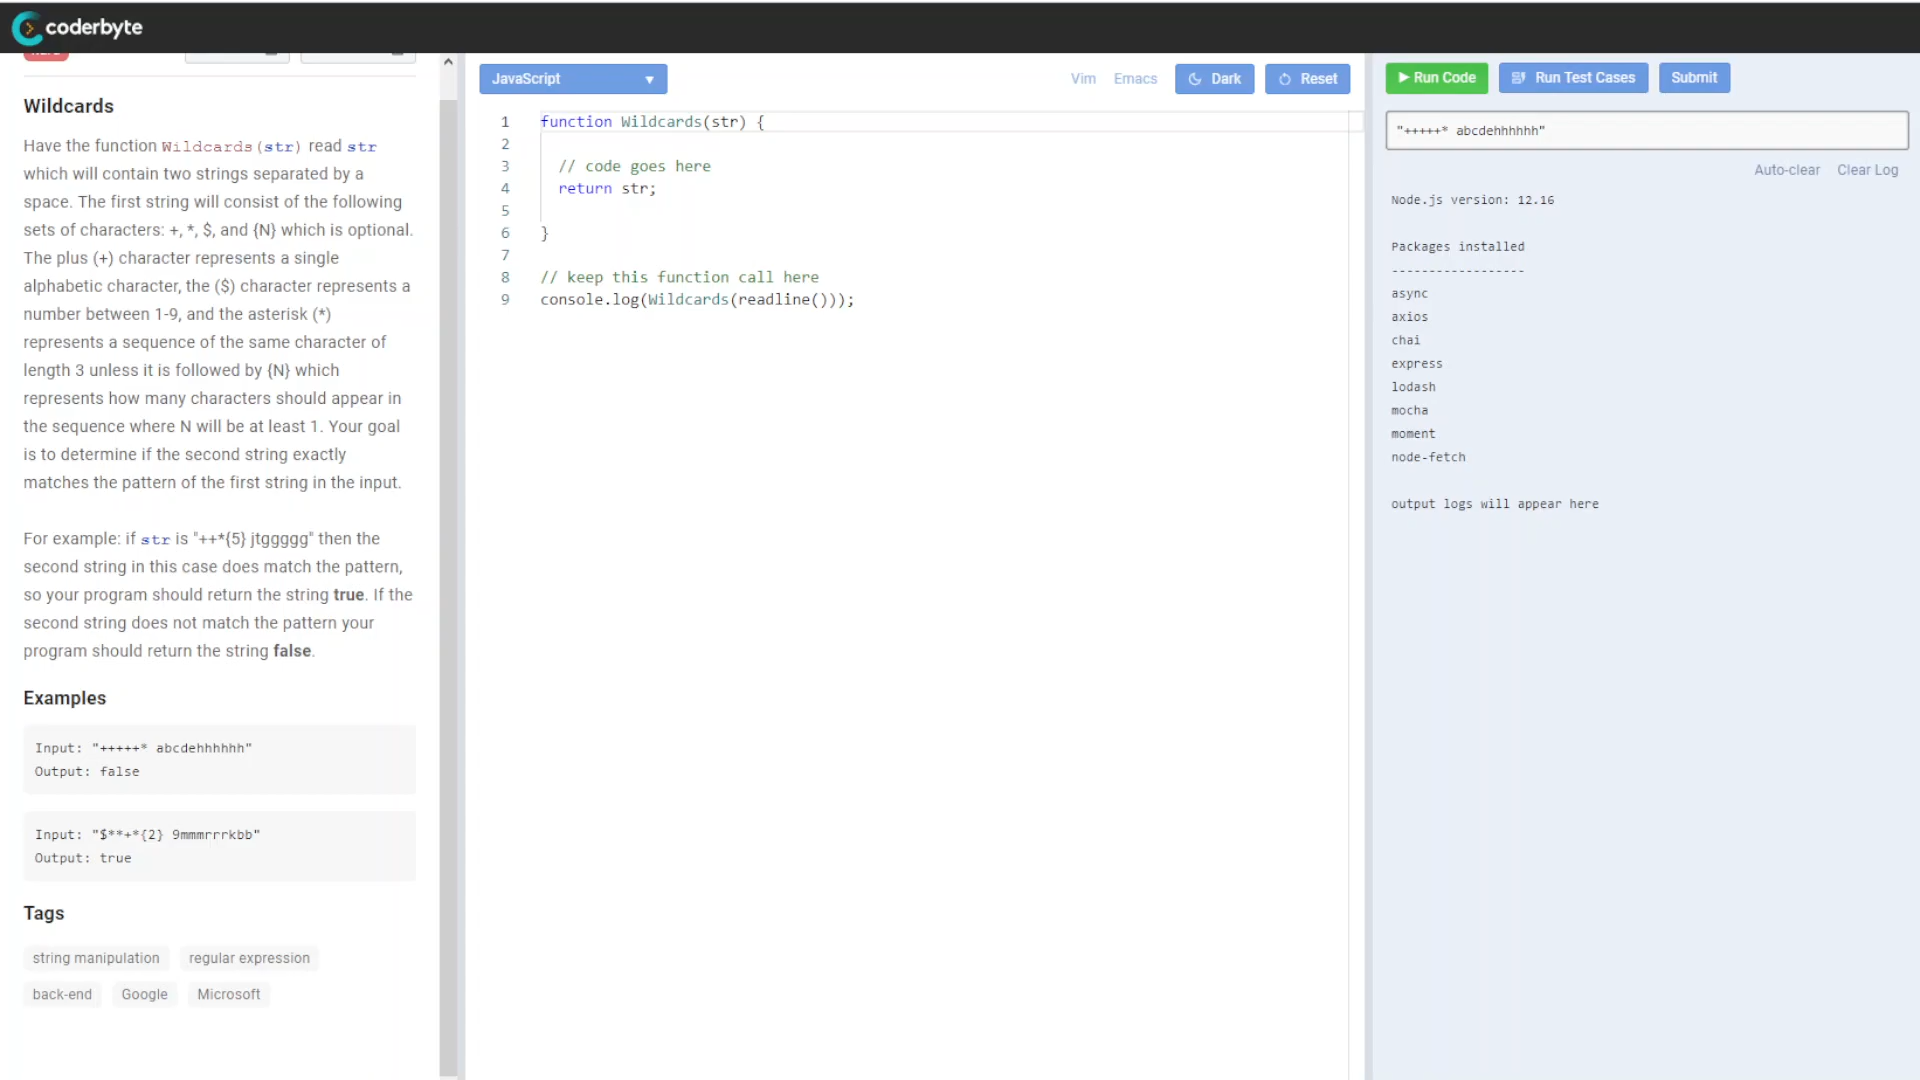 coderbyte
Wildcards
Have the function Wildcards(str) read str
which will contain two strings separated by a
space. The first string will consist of the following
sets of characters: +, *, $, and {N} which is optional.
The plus (+) character represents a single
alphabetic character, the ($) character represents a
number between 1-9, and the asterisk (*)
represents a sequence of the same character of
length 3 unless it is followed by {N} which
represents how many characters should appear in
the sequence where N will be at least 1. Your goal
is to determine if the second string exactly
matches the pattern of the first string in the input.
For example: if str is "++*{5} jtggggg" then the
second string in this case does match the pattern,
so your program should return the string true. If the
second string does not match the pattern your
program should return the string false.
Examples
Input: "+++++* abcdehhhhhh"
Output: false
Input: "$**+*{2} 9mmmrrrkbb"
Output: true
Tags
string manipulation regular expression
back-end Google Microsoft
JavaScript ▼ Vim Emacs Dark Reset
1 function Wildcards(str) {
2
3 // code goes here
4 return str;
5
6 }
7
8 // keep this function call here
9 console.log(Wildcards(readline()));
Run Code Run Test Cases Submit
"+++++* abcdehhhhhh"
Auto-clear Clear Log
Node.js version: 12.16
Packages installed
------------------
async
axios
chai
express
lodash
mocha
moment
node-fetch
output logs will appear here